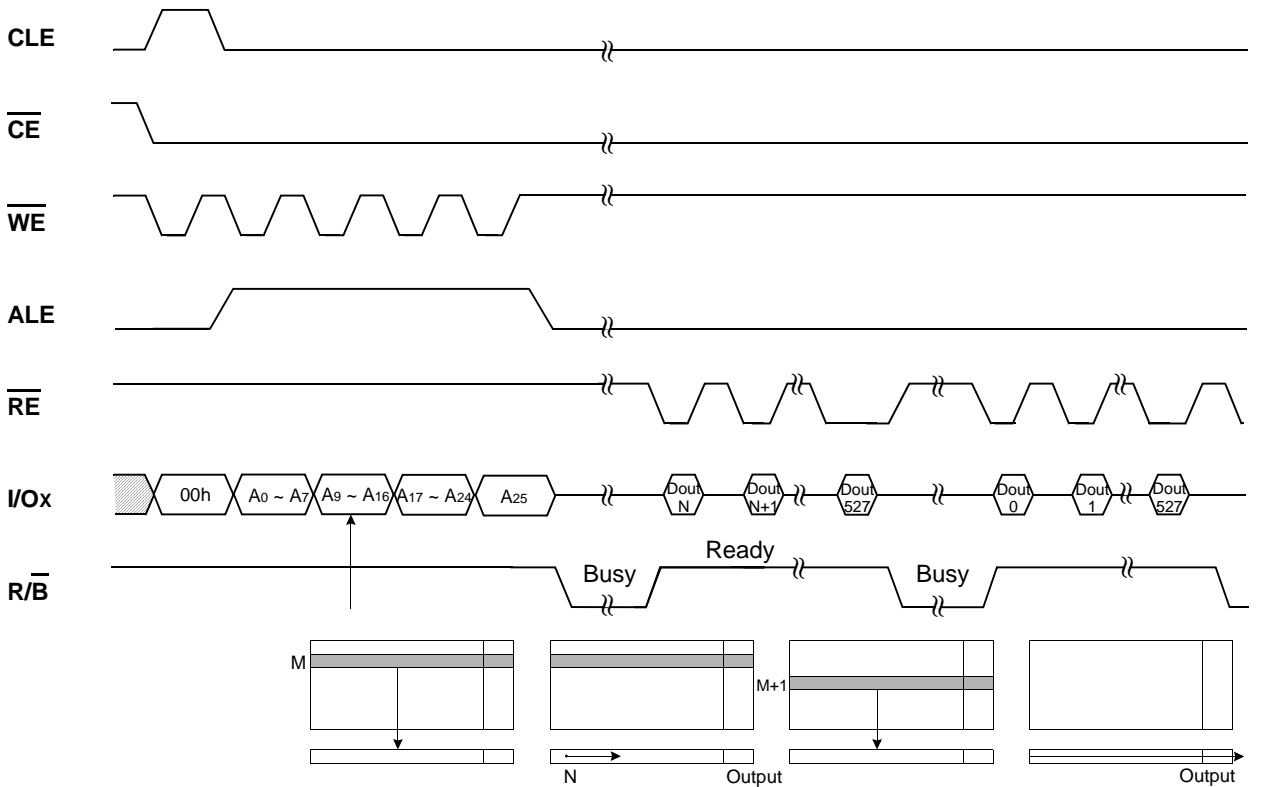 CLE
CE
WE
ALE
RE
I/Ox
00h
A0 ~ A7
A9 ~ A16
A17 ~ A24
A25
Dout
N
Dout
N+1
Dout
527
Dout
0
Dout
1
Dout
527
R/B
Busy
Ready
Busy
M
M+1
N
Output
Output